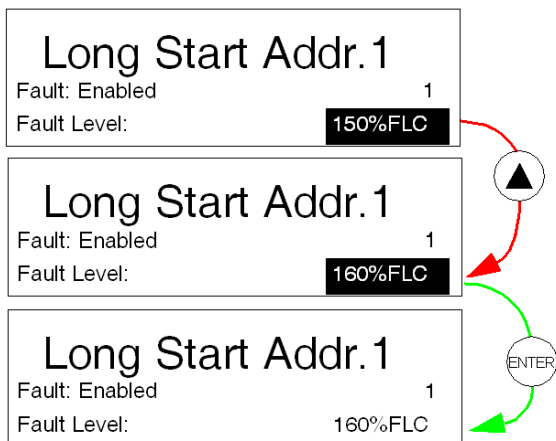 Long Start Addr.1
Fault: Enabled 1
Fault Level: 150%FLC
Long Start Addr.1
Fault: Enabled 1
Fault Level: 160%FLC
ENTER
Long Start Addr.1
Fault: Enabled 1
Fault Level: 160%FLC